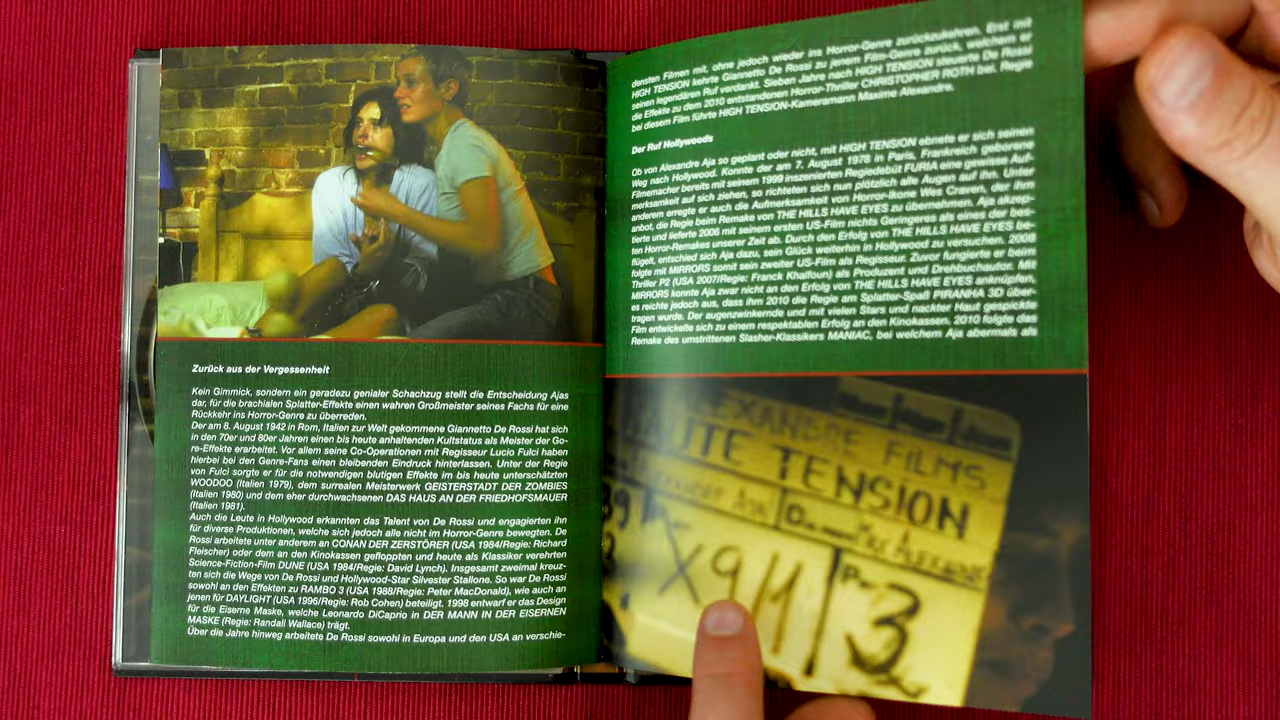 Zurück aus der Vergessenheit
Kein Gimmick, sondern ein geradezu genialer Schachzug stellt die Entscheidung Ajas
dar, für die brachialen Splatter-Effekte einen wahren Großmeister seines Fachs für eine
Rückkehr ins Horror-Genre zu überreden.
Der am 8. August 1942 in Rom, Italien zur Welt gekommene Giannetto De Rossi hat sich
in den 70er und 80er Jahren einen bis heute anhaltenden Kultstatus als Meister der Go-
re-Effekte erarbeitet. Vor allem seine Co-Operationen mit Regisseur Lucio Fulci haben
hierbei bei den Genre-Fans einen bleibenden Eindruck hinterlassen. Unter der Regie
von Fulci sorgte er für die notwendigen blutigen Effekte im bis heute unterschätzten
WOODOO (Italien 1979), dem surrealen Meisterwerk GEISTERSTADT DER ZOMBIES
(Italien 1980) und dem eher durchwachsenen DAS HAUS AN DER FRIEDHOFSMAUER
(Italien 1981).
Auch die Leute in Hollywood erkannten das Talent von De Rossi und engagierten ihn
für diverse Produktionen, welche sich jedoch alle nicht im Horror-Genre bewegten. De
Rossi arbeitete unter anderem an CONAN DER ZERSTÖRER (USA 1984/Regie: Richard
Fleischer) oder dem an den Kinokassen gefloppten und heute als Klassiker verehrten
Science-Fiction-Film DUNE (USA 1984/Regie: David Lynch). Insgesamt zweimal kreuz-
ten sich die Wege von De Rossi und Hollywood-Star Silvester Stallone. So war De Rossi
sowohl an den Effekten zu RAMBO 3 (USA 1988/Regie: Peter MacDonald), wie auch an
jenen für DAYLIGHT (USA 1996/Regie: Rob Cohen) beteiligt. 1998 entwarf er das Design
für die Eiserne Maske, welche Leonardo DiCaprio in DER MANN IN DER EISERNEN
MASKE (Regie: Randall Wallace) trägt.
Über die Jahre hinweg arbeitete De Rossi sowohl in Europa und den USA an verschie-
densten Filmen mit, ohne jedoch wieder ins Horror-Genre zurückzukehren. Erst mit
HIGH TENSION kehrte Giannetto De Rossi zu jenem Film-Genre zurück, welchem er
seinen legendären Ruf verdankt. Sieben Jahre nach HIGH TENSION steuerte De Rossi
die Effekte zu dem 2010 entstandenen Horror-Thriller CHRISTOPHER ROTH bei. Regie
bei diesem Film führte HIGH TENSION-Kameramann Maxime Alexandre.
Der Ruf Hollywoods
Ob von Alexandre Aja so geplant oder nicht, mit HIGH TENSION ebnete er sich seinen
Weg nach Hollywood. Konnte der am 7. August 1978 in Paris, Frankreich geborene
Filmemacher bereits mit seinem 1999 inszenierten Regiedebüt FURIA eine gewisse Auf-
merksamkeit auf sich ziehen, so richteten sich nun plötzlich alle Augen auf ihn. Unter
anderem erregte er auch die Aufmerksamkeit von Horror-Ikone Wes Craven, der ihm
anbot, die Regie beim Remake von THE HILLS HAVE EYES zu übernehmen. Aja akzep-
tierte und lieferte 2006 mit seinem ersten US-Film nichts Geringeres als eines der bes-
ten Horror-Remakes unserer Zeit ab. Durch den Erfolg von THE HILLS HAVE EYES be-
flügelt, entschied sich Aja dazu, sein Glück weiterhin in Hollywood zu versuchen. 2008
folgte mit MIRRORS somit sein zweiter US-Film als Regisseur. Zuvor fungierte er beim
Thriller P2 (USA 2007/Regie: Franck Khalfoun) als Produzent und Drehbuchautor. Mit
MIRRORS konnte Aja zwar nicht an den Erfolg von THE HILLS HAVE EYES anknüpfen,
es reichte jedoch aus, dass ihm 2010 die Regie am Splatter-Spaß PIRANHA 3D über-
tragen wurde. Der augenzwinkernde und mit vielen Stars und nackter Haut gespickte
Film entwickelte sich zu einem respektablen Erfolg an den Kinokassen. 2010 folgte das
Remake des umstrittenen Slasher-Klassikers MANIAC, bei welchem Aja abermals als
EXANDRE FILMS
UTE TENSION
X 9/1
3